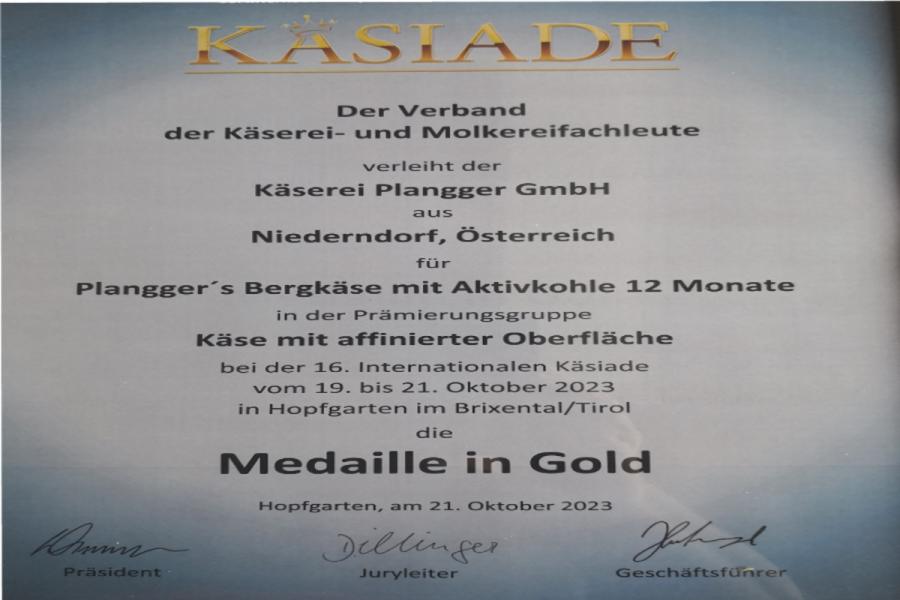 KÄSIADE
Der Verband
der Käserei- und Molkereifachleute
verleiht der
Käserei Plangger GmbH
aus
Niederndorf, Österreich
für
Plangger´s Bergkäse mit Aktivkohle 12 Monate
in der Prämierungsgruppe
Käse mit affinierter Oberfläche
bei der 16. Internationalen Käsiade
vom 19. bis 21. Oktober 2023
in Hopfgarten im Brixental/Tirol
die
Medaille in Gold
Hopfgarten, am 21. Oktober 2023
Dillinger
Präsident Juryleiter Geschäftsführer